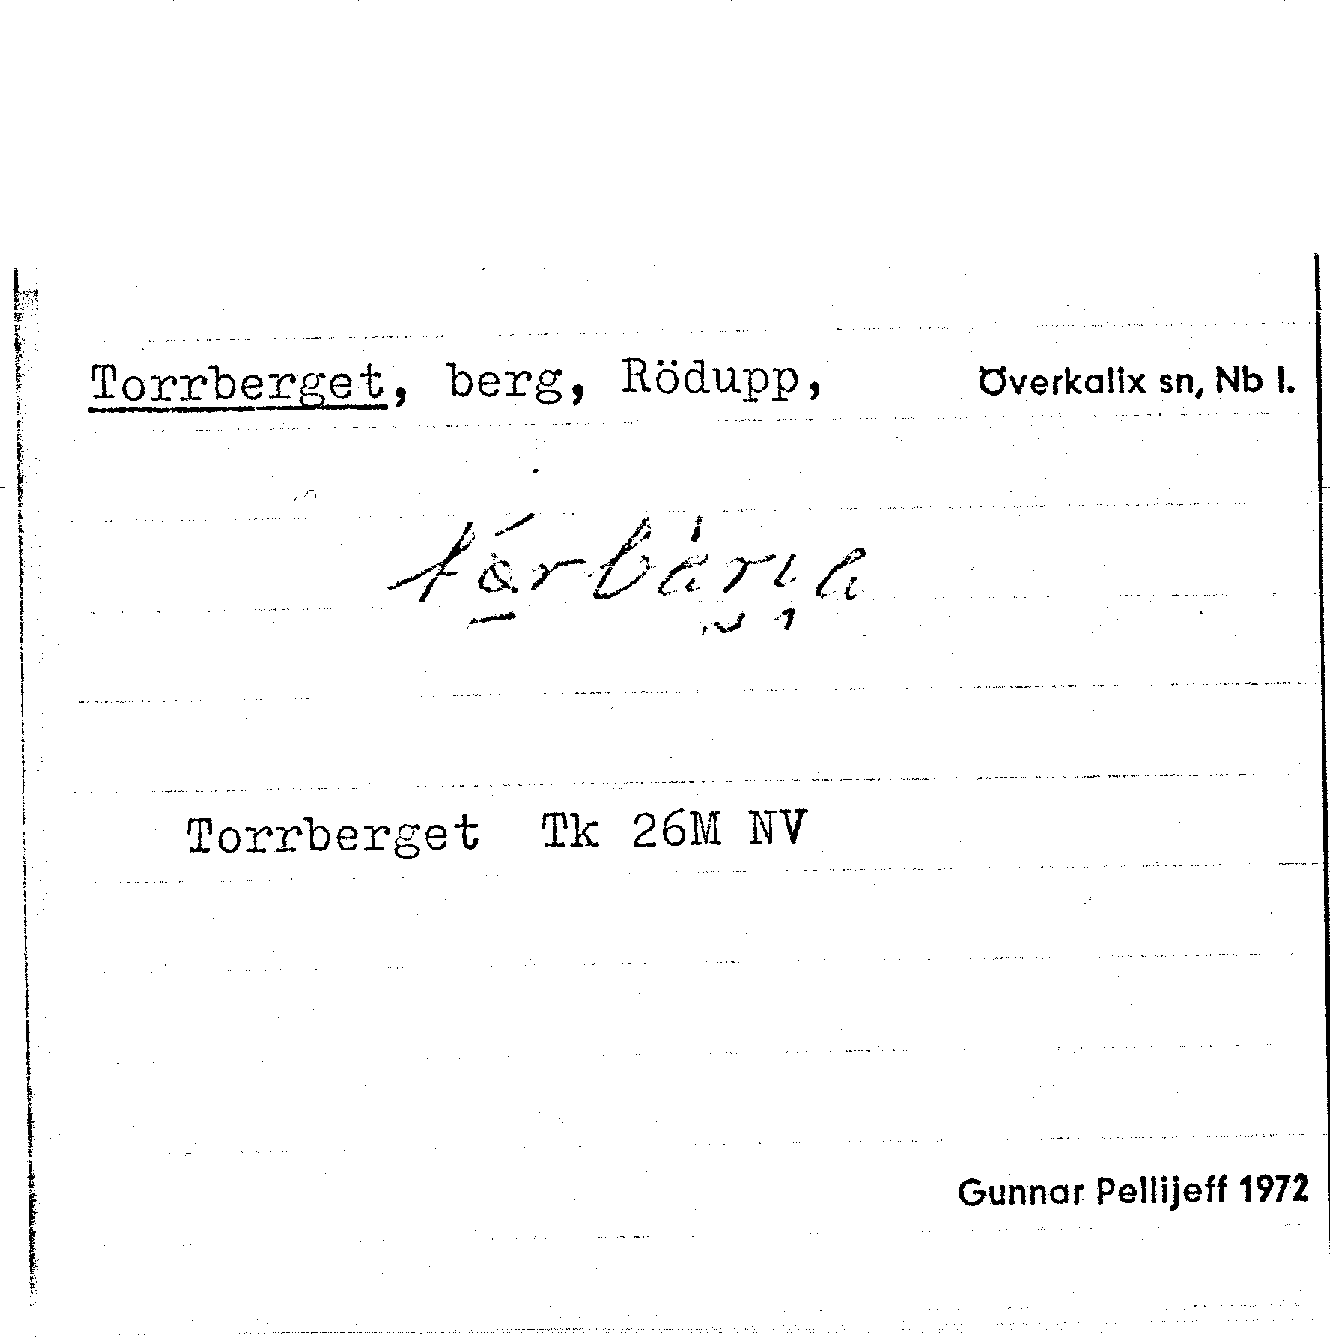 Torrberget, berg, Rödupp, Överkalix sn, Nb l.
Torrberget Tk 26M NV
Gunnar Pellijeff 1972